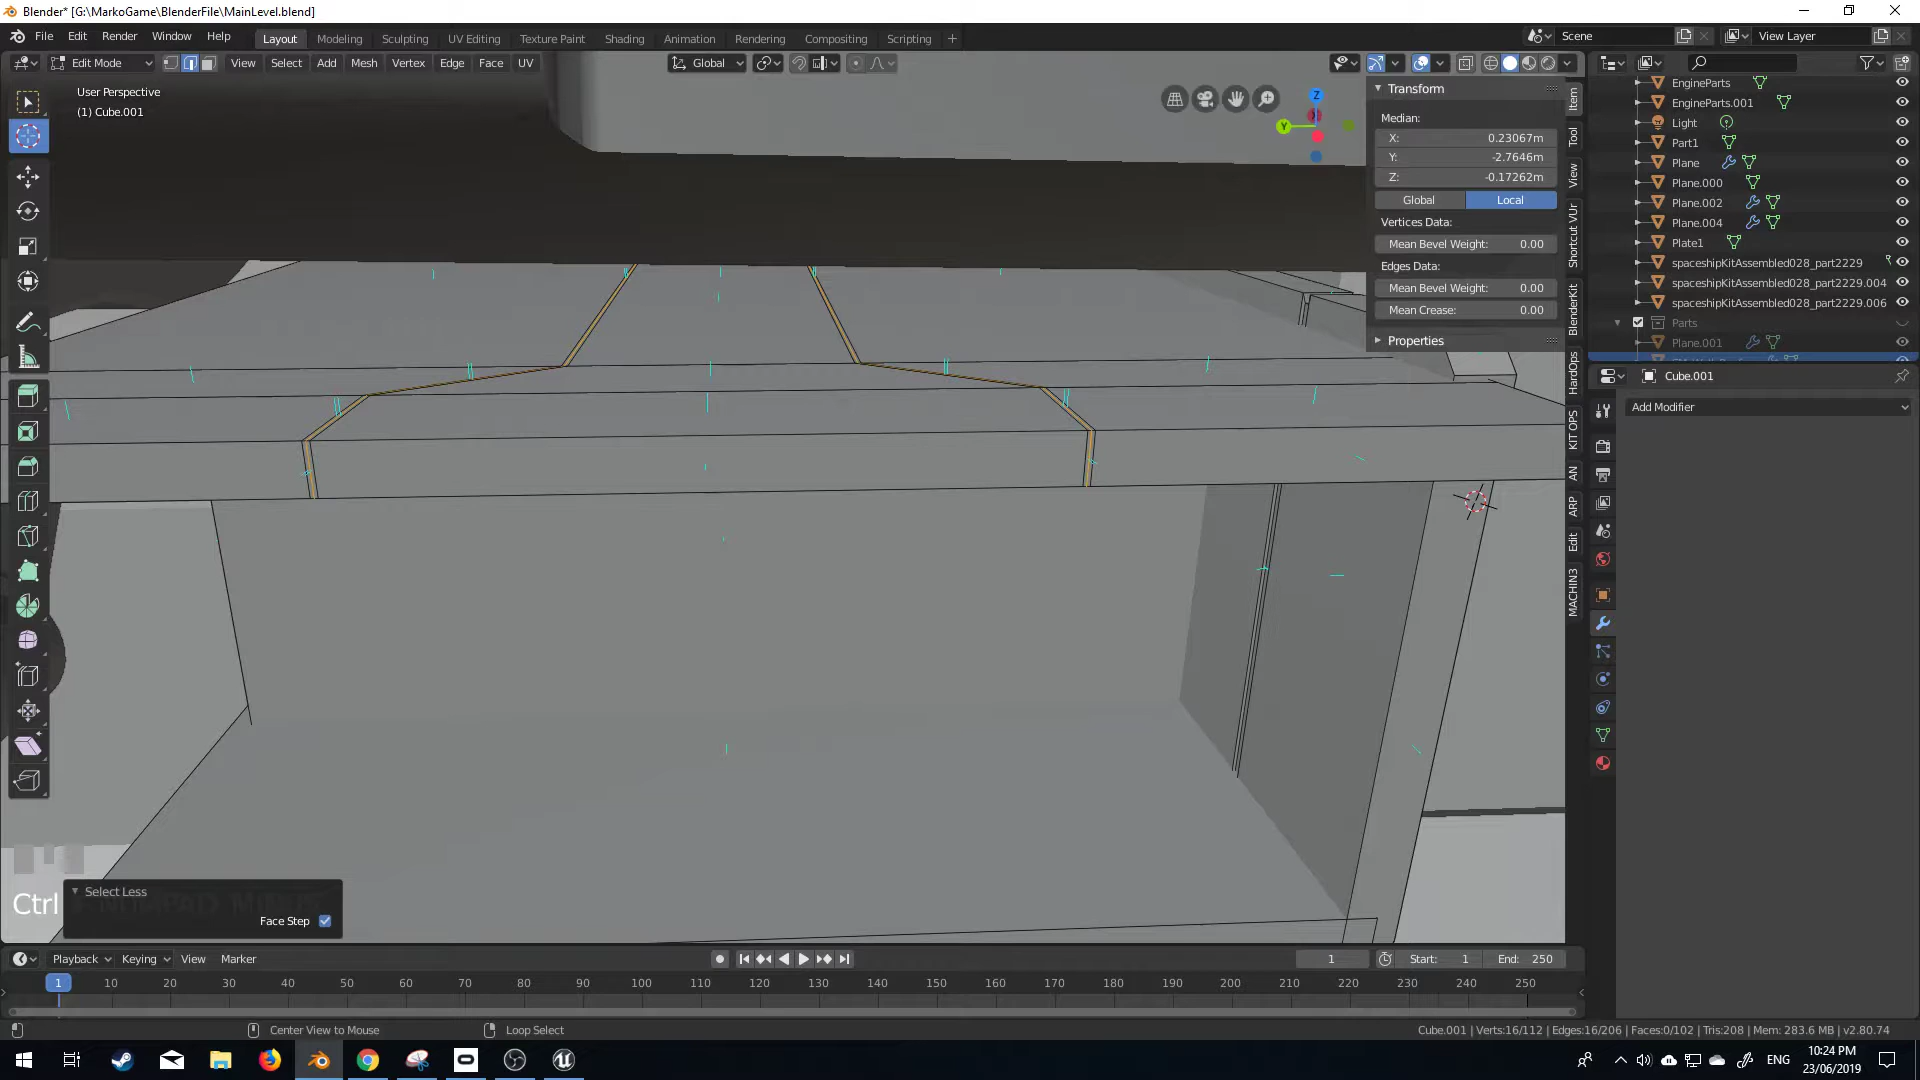 Blender* [G:\MarkoGame\BlenderFile\MainLevel.blend]
File Edit Render Window Help
Layout Modeling Sculpting UV Editing Texture Paint Shading Animation Rendering Compositing Scripting +
Scene
View Layer
Edit Mode
View Select Add Mesh Vertex Edge Face UV
Global
User Perspective
(1) Cube.001
Transform
Median:
X: 0.23067m
Y: -2.7646m
Z: -0.17262m
Global Local
Vertices Data:
Mean Bevel Weight: 0.00
Edges Data:
Mean Bevel Weight: 0.00
Mean Crease: 0.00
Properties
Item
Tool
View
Shortcut VUr
BlenderKit
HardOps
KIT OPS
AN
ARP
Edit
MACHIN3
Z
Y
EngineParts
EngineParts.001
Light
Part1
Plane
Plane.000
Plane.002
Plane.004
Plate1
spaceshipKitAssembled028_part2229
spaceshipKitAssembled028_part2229.004
spaceshipKitAssembled028_part2229.006
Parts
Plane.001
Cube.001
Add Modifier
Ctrl
Select Less
Face Step
Playback Keying View Marker
1 Start: 1 End: 250
1 10 20 30 40 50 60 70 80 90 100 110 120 130 140 150 160 170 180 190 200 210 220 230 240 250
Center View to Mouse
Loop Select
Cube.001 | Verts:16/112 | Edges:16/206 | Faces:0/102 | Tris:208 | Mem: 283.6 MB | v2.80.74
ENG
10:24 PM
23/06/2019